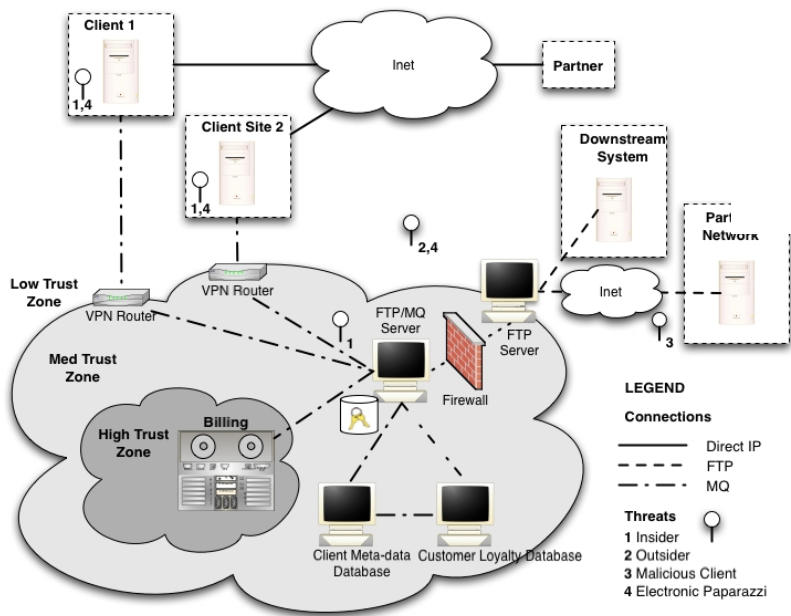 Client 1
1,4
Inet
Partner
Client Site 2
1,4
Downstream
System
2,4
Part
Network
Low Trust
Zone
VPN Router
VPN Router
Inet
FTP/MQ
Server
1
FTP
Server
3
Med Trust
Zone
Firewall
High Trust
Zone
Billing
Client Meta-data
Database
Customer Loyalty Database
LEGEND
Connections
Direct IP
FTP
MQ
Threats
1 Insider
2 Outsider
3 Malicious Client
4 Electronic Paparazzi